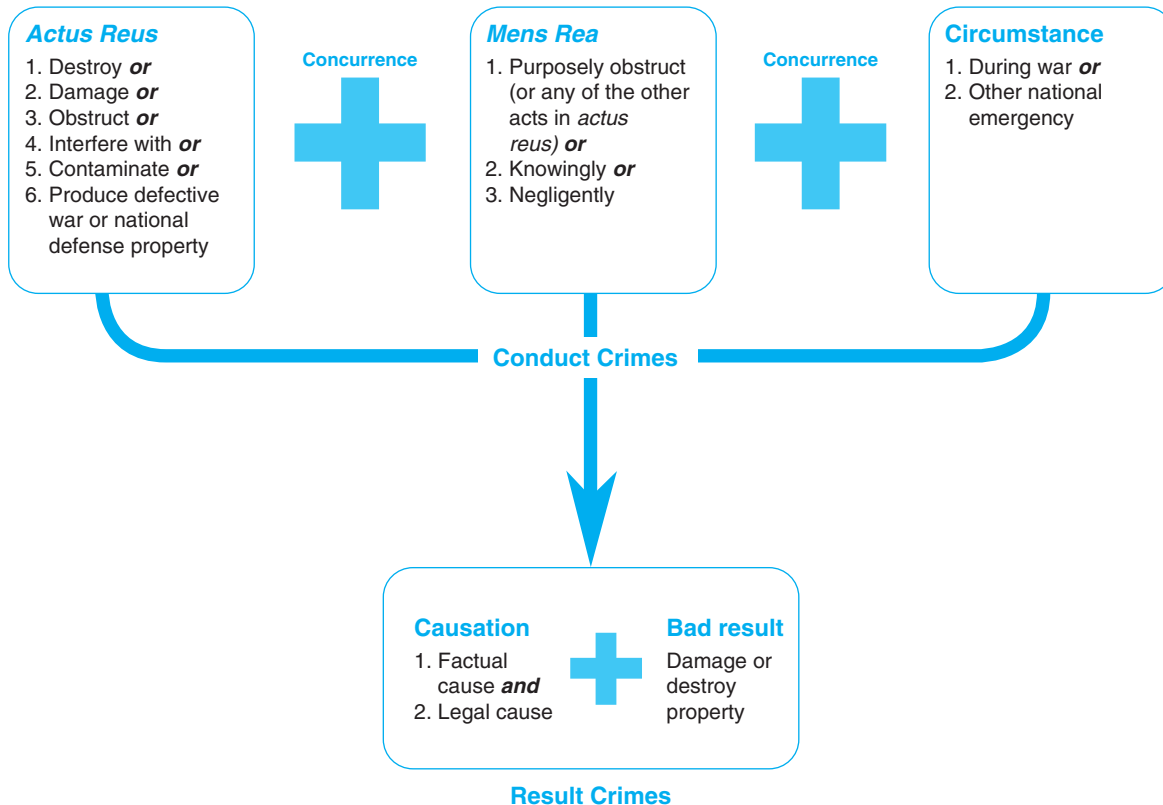 Actus Reus
1. Destroy or
2. Damage or
3. Obstruct or
4. Interfere with or
5. Contaminate or
6. Produce defective
war or national
defense property
Concurrence
Mens Rea
1. Purposely obstruct
(or any of the other
acts in actus
reus) or
2. Knowingly or
3. Negligently
Concurrence
Circumstance
1. During war or
2. Other national
emergency
Conduct Crimes
Causation
1. Factual
cause and
2. Legal cause
Bad result
Damage or
destroy
property
Result Crimes